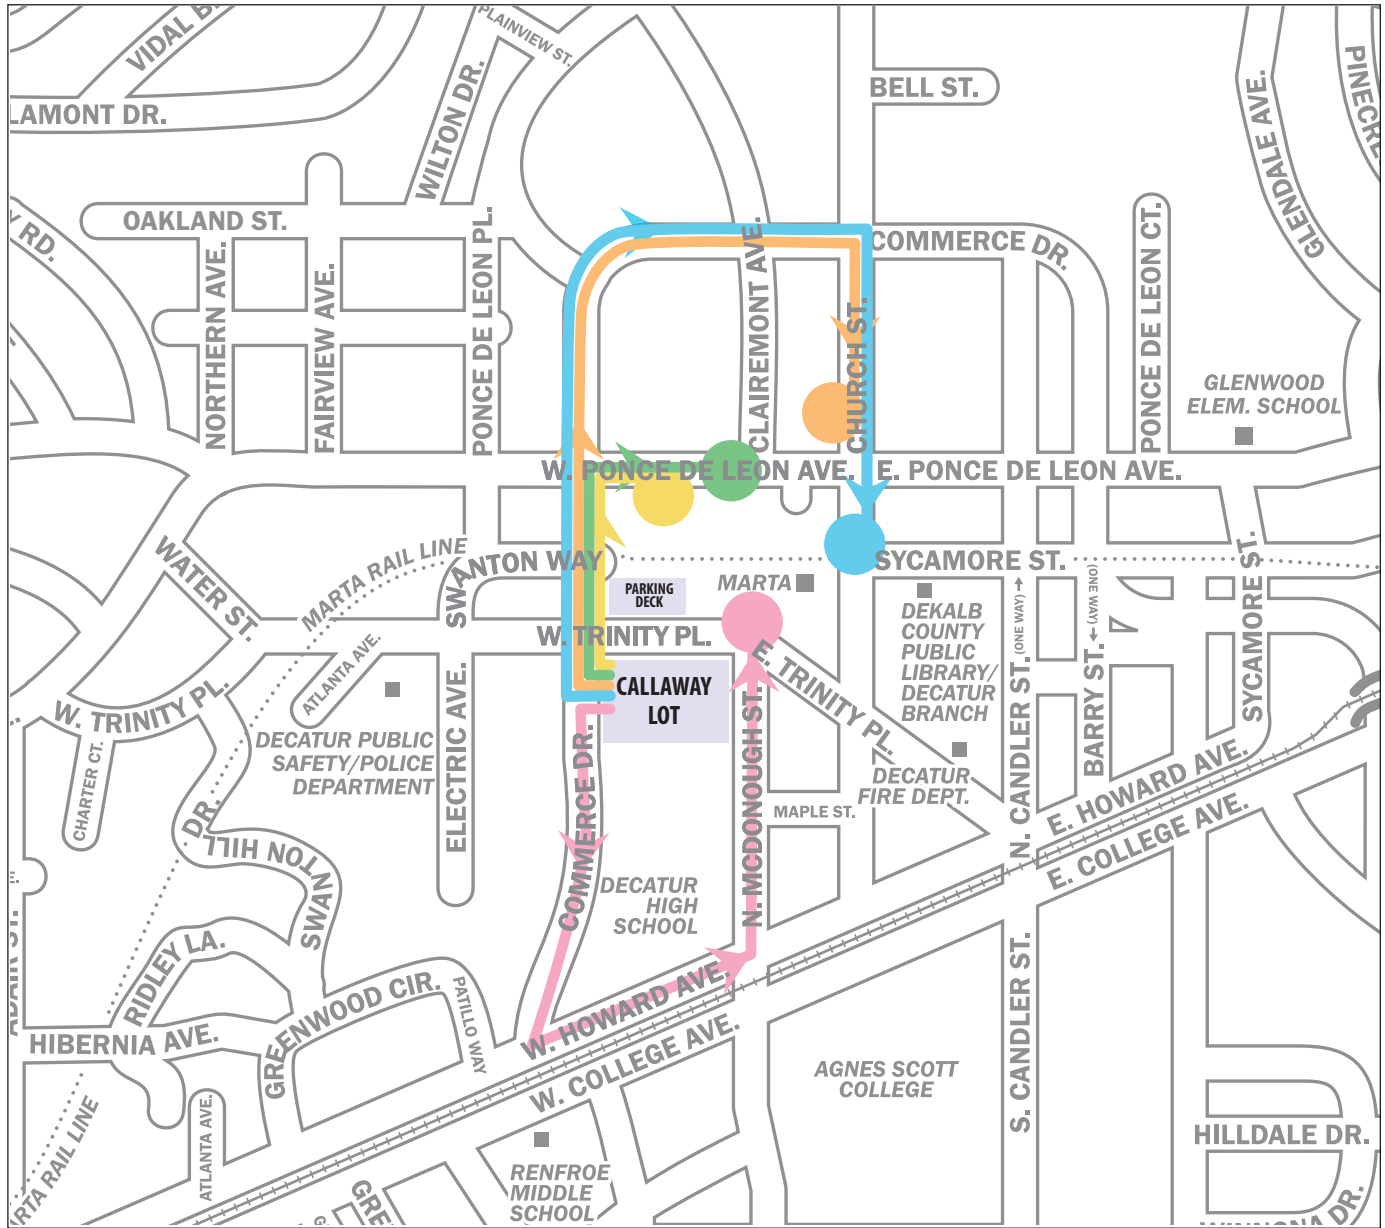 PLAINVIEW ST.
VIDAL B
LAMONT DR.
WILTON DR.
BELL ST.
GLENDALE AVE.
PINECRE
OAKLAND ST.
Y RD.
NORTHERN AVE.
FAIRVIEW AVE.
PONCE DE LEON PL.
CLAIREMONT AVE.
COMMERCE DR.
CHURCH ST.
PONCE DE LEON CT.
GLENWOOD
ELEM. SCHOOL
W. PONCE DE LEON AVE.
E. PONCE DE LEON AVE.
WATER ST.
MARTA RAIL LINE
SWANTON WAY
SYCAMORE ST.
SYCAMORE ST.
PARKING
DECK
MARTA
(ONE WAY)
(ONE WAY)
DEKALB
COUNTY
PUBLIC
LIBRARY/
DECATUR
BRANCH
W. TRINITY PL.
E. TRINITY PL.
ATLANTA AVE.
W. TRINITY PL.
CALLAWAY
LOT
CHARTER CT.
DECATUR PUBLIC
SAFETY/POLICE
DEPARTMENT
ELECTRIC AVE.
COMMERCE DR.
N. MCDONOUGH ST.
DECATUR
FIRE DEPT.
N. CANDLER ST.
BARRY ST.
MAPLE ST.
E. HOWARD AVE.
E. COLLEGE AVE.
SWANTON HILL DR.
DECATUR
HIGH
SCHOOL
ADAIR ST.
RIDLEY LA.
HIBERNIA AVE.
GREENWOOD CIR.
PATILLO WAY
W. HOWARD AVE.
W. COLLEGE AVE.
S. CANDLER ST.
AGNES SCOTT
COLLEGE
ARTA RAIL LINE
ATLANTA AVE.
RENFROE
MIDDLE
SCHOOL
GRE
HILLDALE DR.
WINNONA DR.